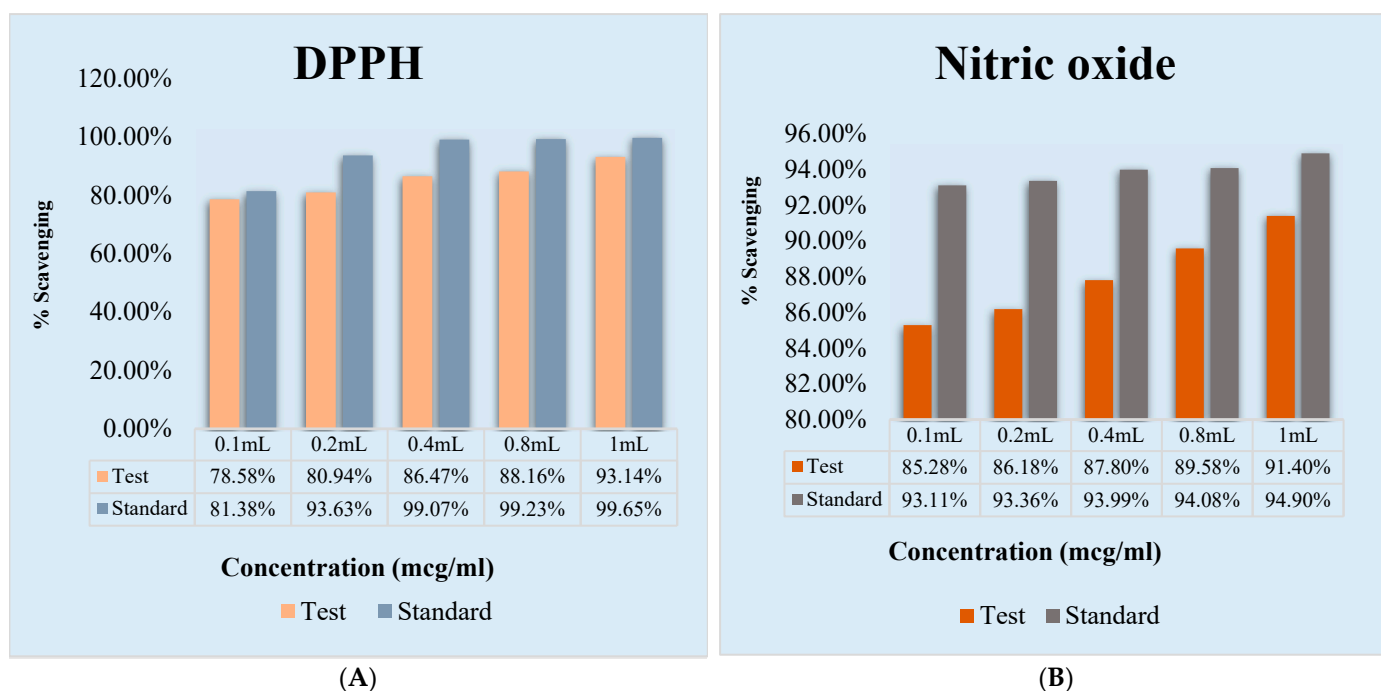 DPPH
120.00%
100.00%
80.00%
60.00%
40.00%
20.00%
0.00%
% Scavenging
0.1mL 0.2mL 0.4mL 0.8mL 1mL
Test 78.58% 80.94% 86.47% 88.16% 93.14%
Standard 81.38% 93.63% 99.07% 99.23% 99.65%
Concentration (mcg/ml)
Test Standard
(A)
Nitric oxide
96.00%
94.00%
92.00%
90.00%
88.00%
86.00%
84.00%
82.00%
80.00%
% Scavenging
0.1mL 0.2mL 0.4mL 0.8mL 1mL
Test 85.28% 86.18% 87.80% 89.58% 91.40%
Standard 93.11% 93.36% 93.99% 94.08% 94.90%
Concentration (mcg/ml)
Test Standard
(B)